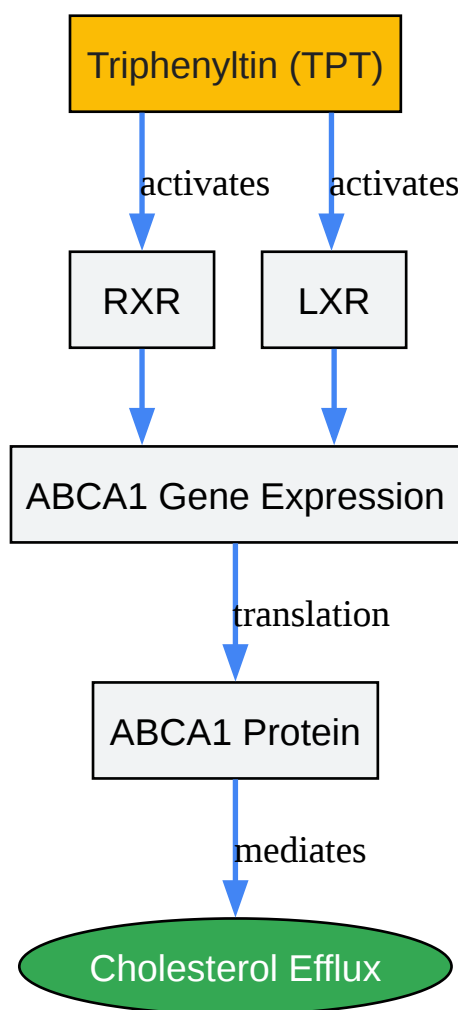 Triphenyltin (TPT)
activates activates
RXR LXR
ABCA1 Gene Expression
translation
ABCA1 Protein
mediates
Cholesterol Efflux